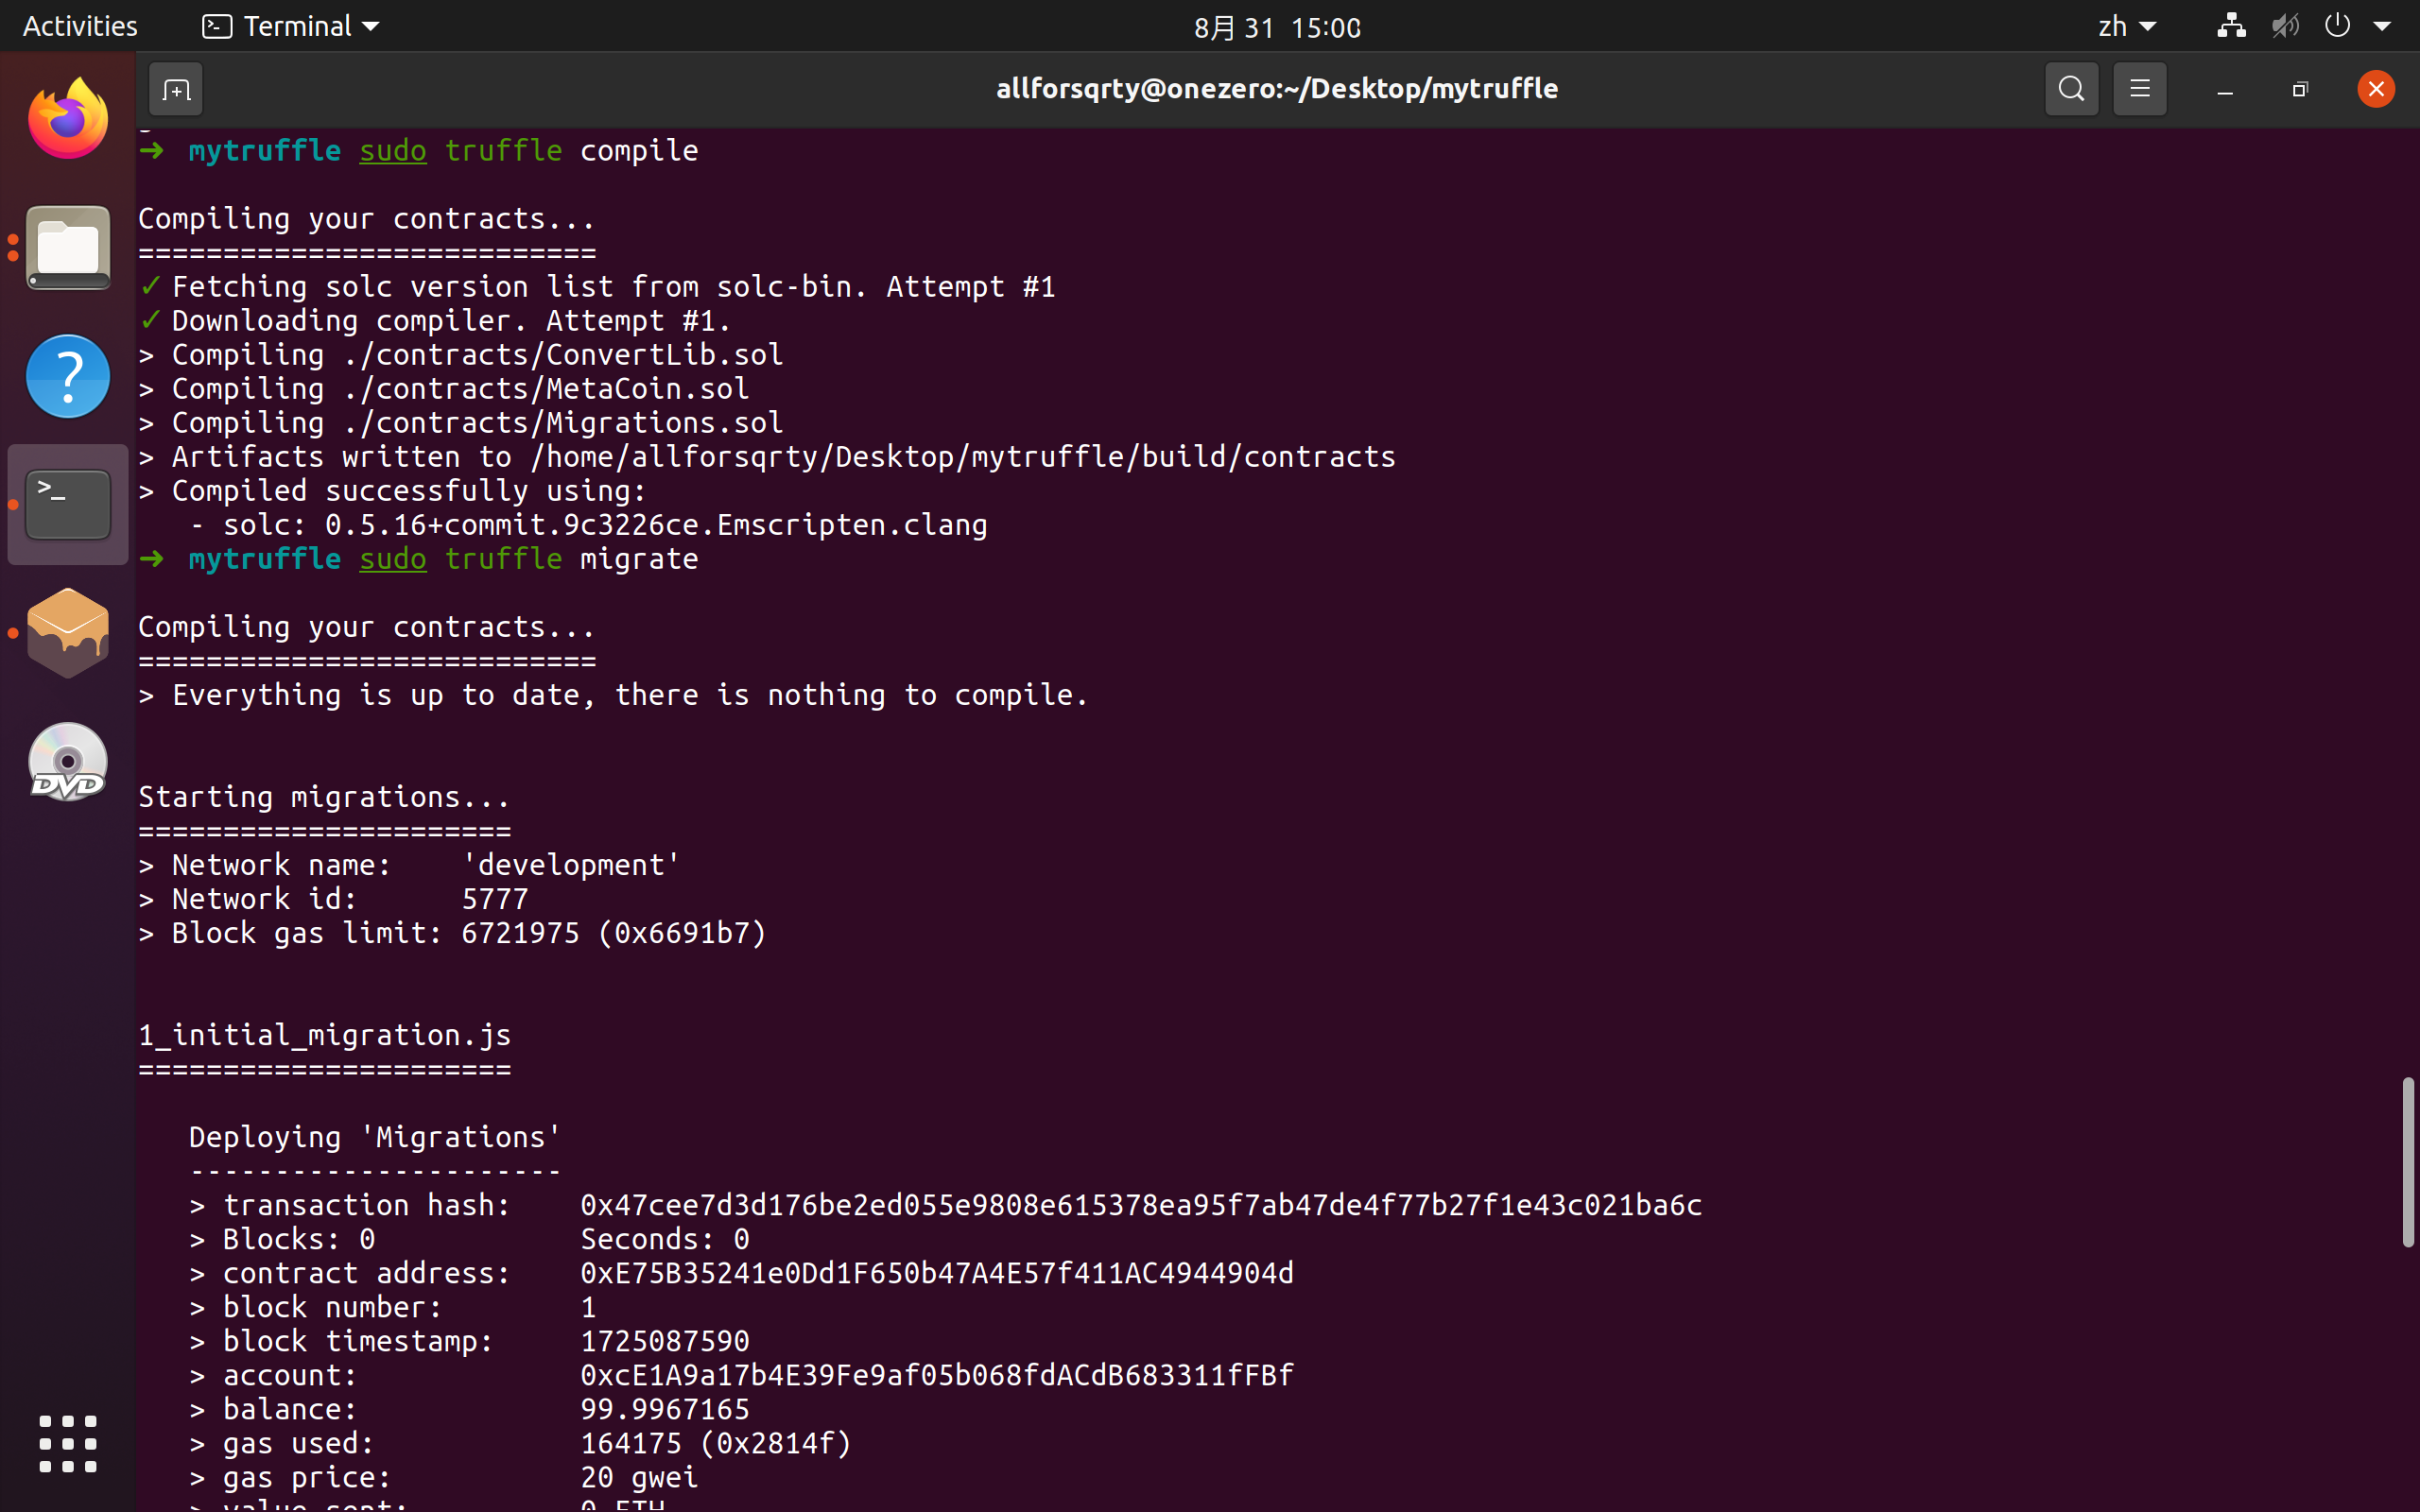 Activities
Terminal
8月 31 15:00
zh
allforsqrty@onezero:~/Desktop/mytruffle
➜ mytruffle sudo truffle compile
Compiling your contracts...
===========================
✓ Fetching solc version list from solc-bin. Attempt #1
✓ Downloading compiler. Attempt #1.
> Compiling ./contracts/ConvertLib.sol
> Compiling ./contracts/MetaCoin.sol
> Compiling ./contracts/Migrations.sol
> Artifacts written to /home/allforsqrty/Desktop/mytruffle/build/contracts
> Compiled successfully using:
- solc: 0.5.16+commit.9c3226ce.Emscripten.clang
➜ mytruffle sudo truffle migrate
Compiling your contracts...
===========================
> Everything is up to date, there is nothing to compile.
Starting migrations...
======================
> Network name: 'development'
> Network id: 5777
> Block gas limit: 6721975 (0x6691b7)
1_initial_migration.js
======================
Deploying 'Migrations'
----------------------
> transaction hash: 0x47cee7d3d176be2ed055e9808e615378ea95f7ab47de4f77b27f1e43c021ba6c
> Blocks: 0 Seconds: 0
> contract address: 0xE75B35241e0Dd1F650b47A4E57f411AC4944904d
> block number: 1
> block timestamp: 1725087590
> account: 0xcE1A9a17b4E39Fe9af05b068fdACdB683311fFBf
> balance: 99.9967165
> gas used: 164175 (0x2814f)
> gas price: 20 gwei
> value sent: 0 ETH
>_
?
DVD